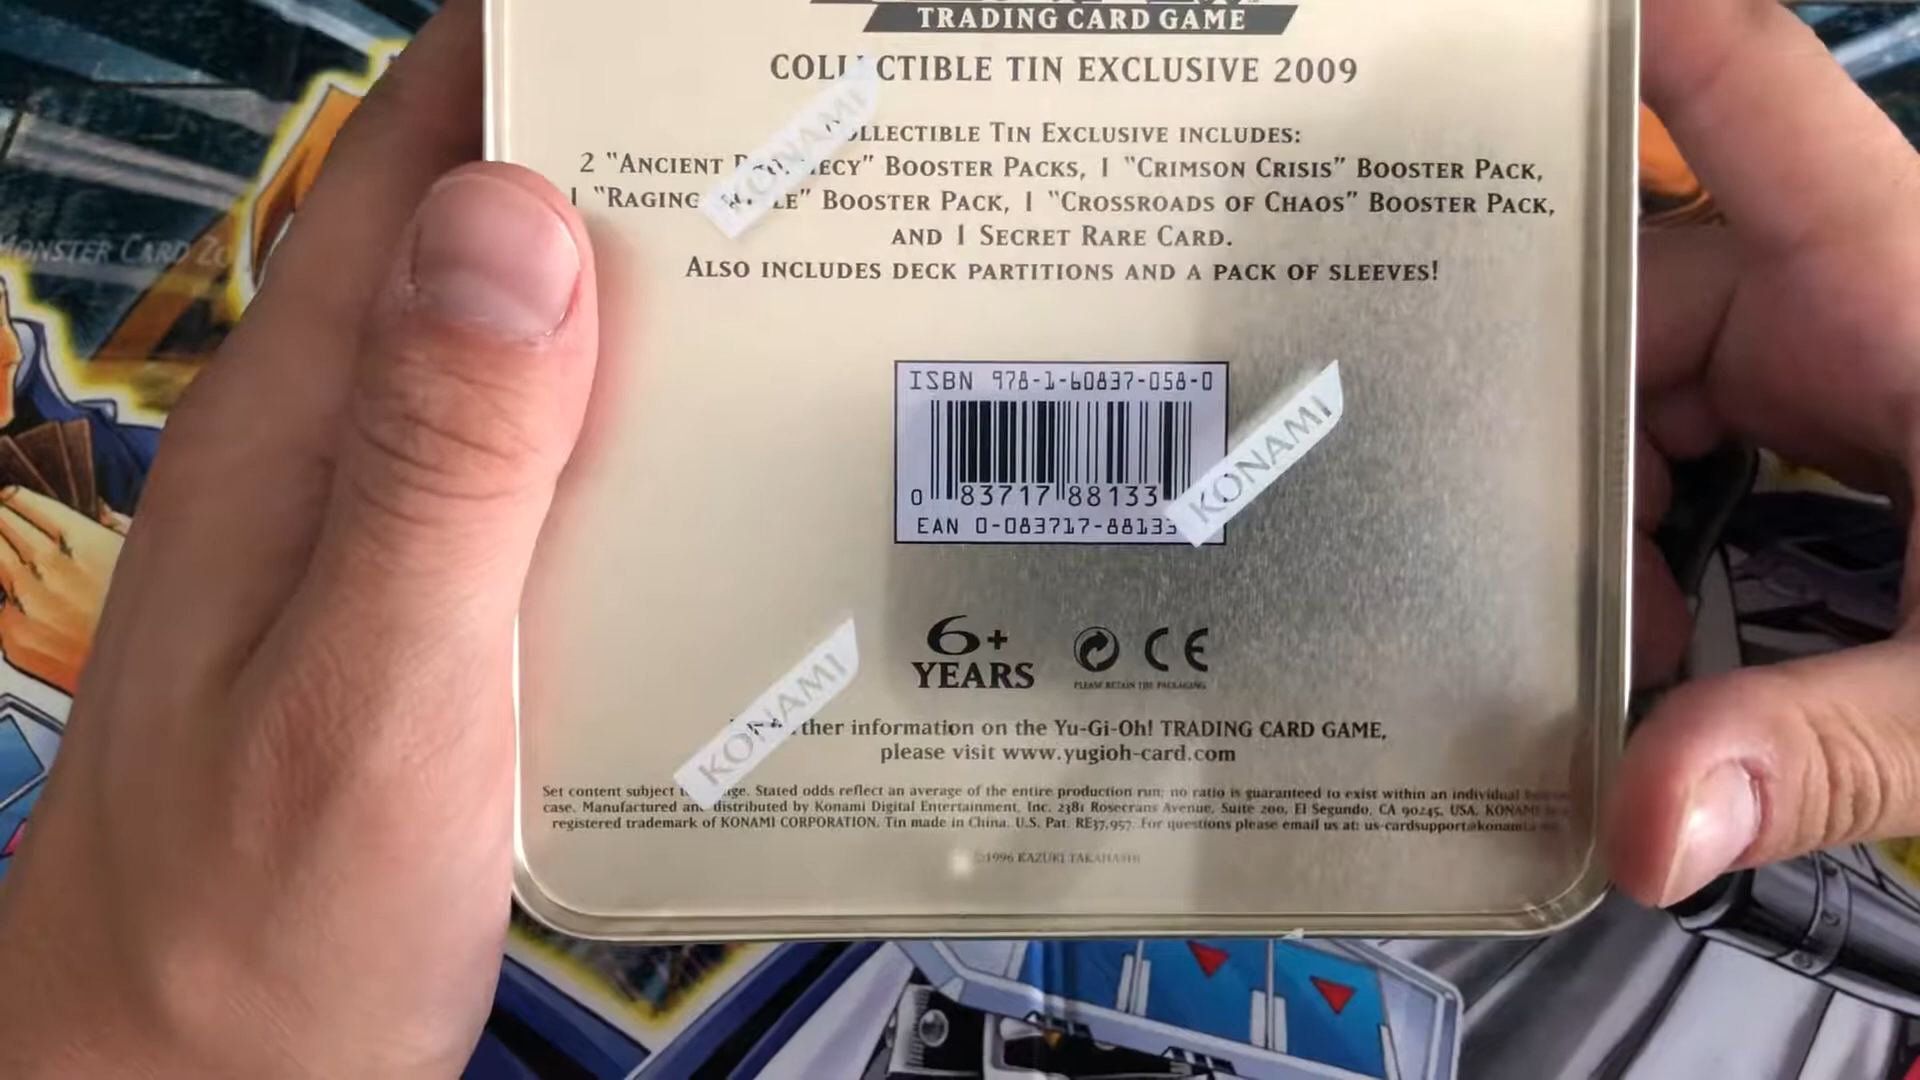 TRADING CARD GAME
COLLECTIBLE TIN EXCLUSIVE 2009
COLLECTIBLE TIN EXCLUSIVE INCLUDES:
2 "ANCIENT PROPHECY" BOOSTER PACKS, 1 "CRIMSON CRISIS" BOOSTER PACK,
1 "RAGING BATTLE" BOOSTER PACK, 1 "CROSSROADS OF CHAOS" BOOSTER PACK,
AND 1 SECRET RARE CARD.
ALSO INCLUDES DECK PARTITIONS AND A PACK OF SLEEVES!
KONAMI
ISBN 978-1-60837-058-0
0 83717 88133
EAN 0-083717-88133
KONAMI
6+
YEARS
CE
PLEASE RETAIN THE PACKAGING
KONAMI
further information on the Yu-Gi-Oh! TRADING CARD GAME,
please visit www.yugioh-card.com
Set content subject to change. Stated odds reflect an average of the entire production run; no ratio is guaranteed to exist within an individual
case. Manufactured and distributed by Konami Digital Entertainment, Inc. 2381 Rosecrans Avenue, Suite 200, El Segundo, CA 90245, USA. KONAMI is a
registered trademark of KONAMI CORPORATION. Tin made in China. U.S. Pat. RE37,957. For questions please email us at: us-cardsupport@konami
©1996 KAZUKI TAKAHASHI
MONSTER CARD ZO